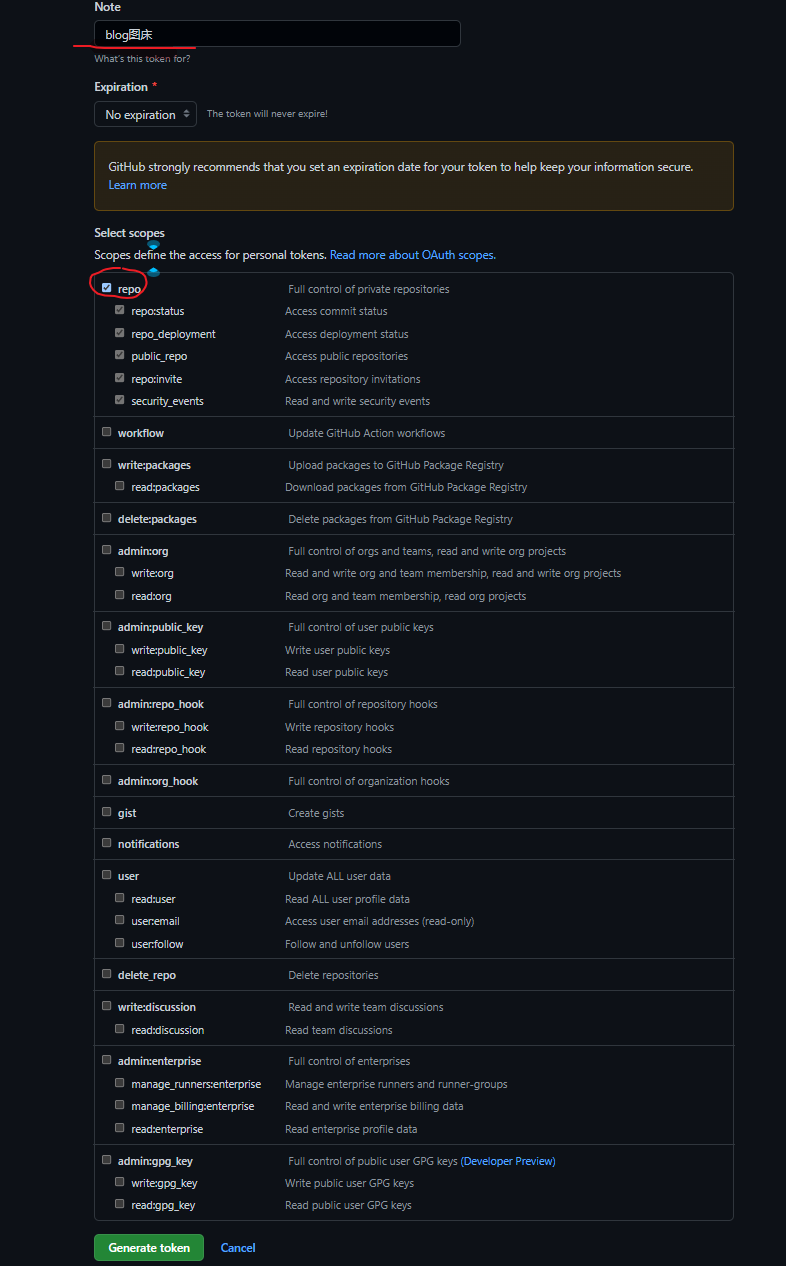 Note
blog图床
What's this token for?
Expiration *
No expiration The token will never expire!
GitHub strongly recommends that you set an expiration date for your token to help keep your information secure.
Learn more
Select scopes
Scopes define the access for personal tokens. Read more about OAuth scopes.
repo Full control of private repositories
repo:status Access commit status
repo_deployment Access deployment status
public_repo Access public repositories
repo:invite Access repository invitations
security_events Read and write security events
workflow Update GitHub Action workflows
write:packages Upload packages to GitHub Package Registry
read:packages Download packages from GitHub Package Registry
delete:packages Delete packages from GitHub Package Registry
admin:org Full control of orgs and teams, read and write org projects
write:org Read and write org and team membership, read and write org projects
read:org Read org and team membership, read org projects
admin:public_key Full control of user public keys
write:public_key Write user public keys
read:public_key Read user public keys
admin:repo_hook Full control of repository hooks
write:repo_hook Write repository hooks
read:repo_hook Read repository hooks
admin:org_hook Full control of organization hooks
gist Create gists
notifications Access notifications
user Update ALL user data
read:user Read ALL user profile data
user:email Access user email addresses (read-only)
user:follow Follow and unfollow users
delete_repo Delete repositories
write:discussion Read and write team discussions
read:discussion Read team discussions
admin:enterprise Full control of enterprises
manage_runners:enterprise Manage enterprise runners and runner-groups
manage_billing:enterprise Read and write enterprise billing data
read:enterprise Read enterprise profile data
admin:gpg_key Full control of public user GPG keys (Developer Preview)
write:gpg_key Write public user GPG keys
read:gpg_key Read public user GPG keys
Generate token Cancel